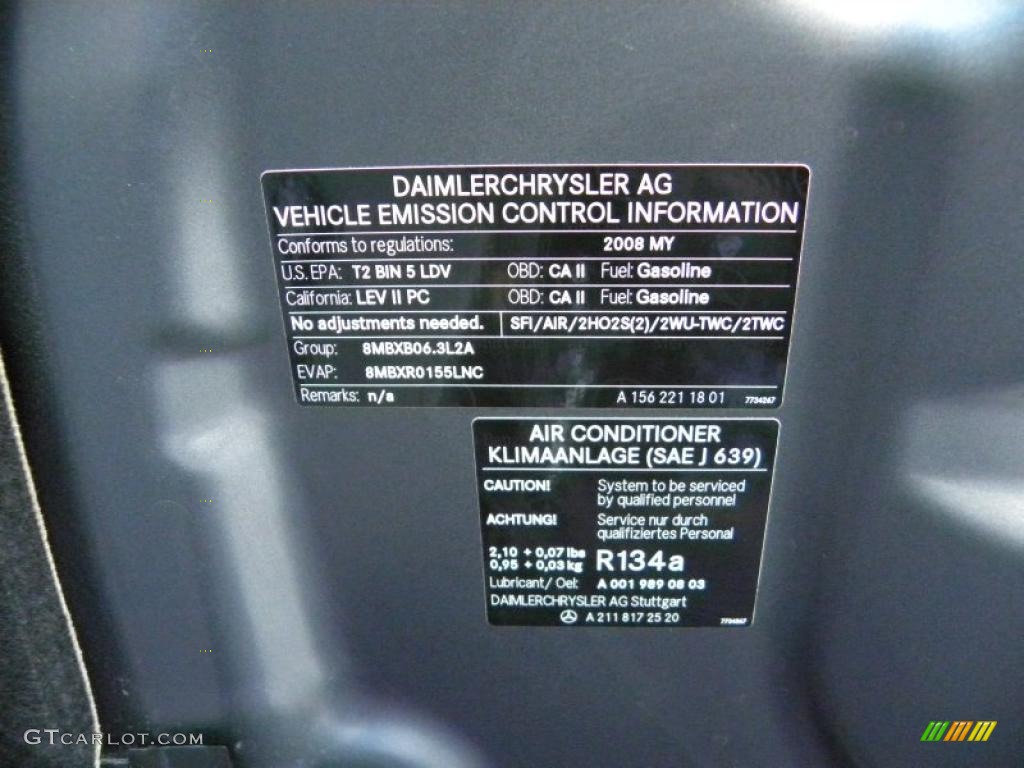 DAIMLERCHRYSLER AG
VEHICLE EMISSION CONTROL INFORMATION
Conforms to regulations: 2008 MY
U.S. EPA: T2 BIN 5 LDV OBD: CA II Fuel: Gasoline
California: LEV II PC OBD: CA II Fuel: Gasoline
No adjustments needed. SFI/AIR/2HO2S(2)/2WU-TWC/2TWC
Group: 8MBXB06.3L2A
EVAP: 8MBXR0155LNC
Remarks: n/a A 156 221 18 01 7734267
AIR CONDITIONER
KLIMAANLAGE (SAE J 639)
CAUTION! System to be serviced
by qualified personnel
ACHTUNG! Service nur durch
qualifiziertes Personal
2,10 + 0,07 lbs
0,95 + 0,03 kg R134a
Lubricant/ Oel: A 001 989 08 03
DAIMLERCHRYSLER AG Stuttgart
A 211 817 25 20
GTCARLOT.COM